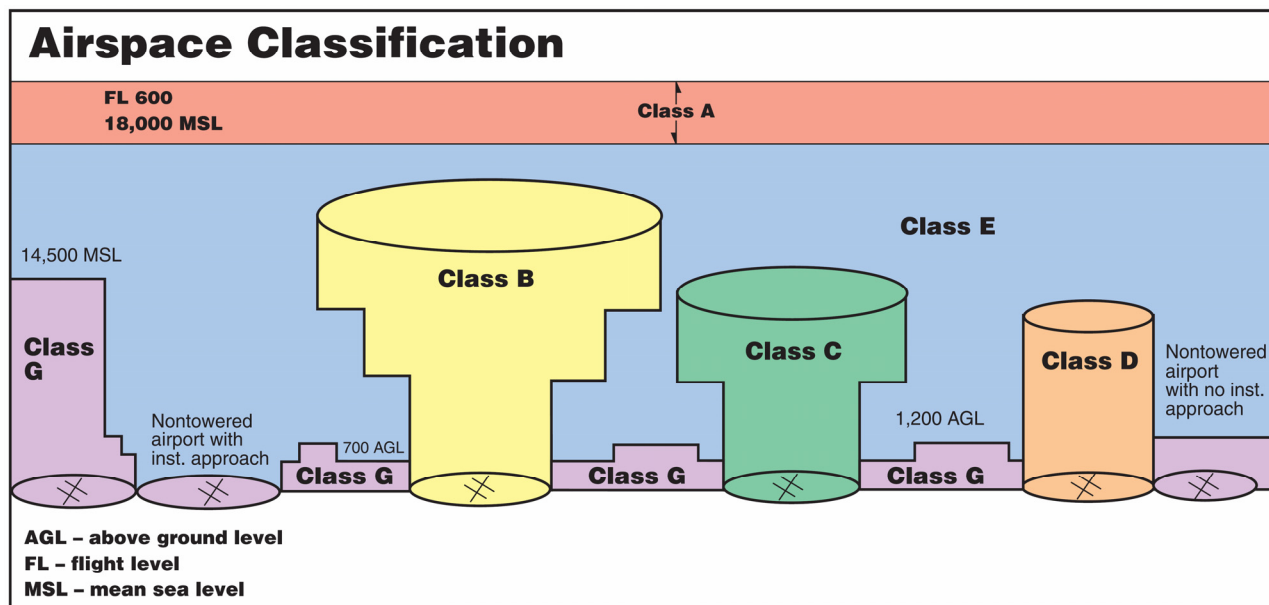 Airspace Classification
FL 600
18,000 MSL
Class A
Class E
14,500 MSL
Class B
Class
G
Class C
Class D
Nontowered
airport
with no inst.
approach
Nontowered
airport with
inst. approach
700 AGL
1,200 AGL
Class G
Class G
Class G
AGL – above ground level
FL – flight level
MSL – mean sea level